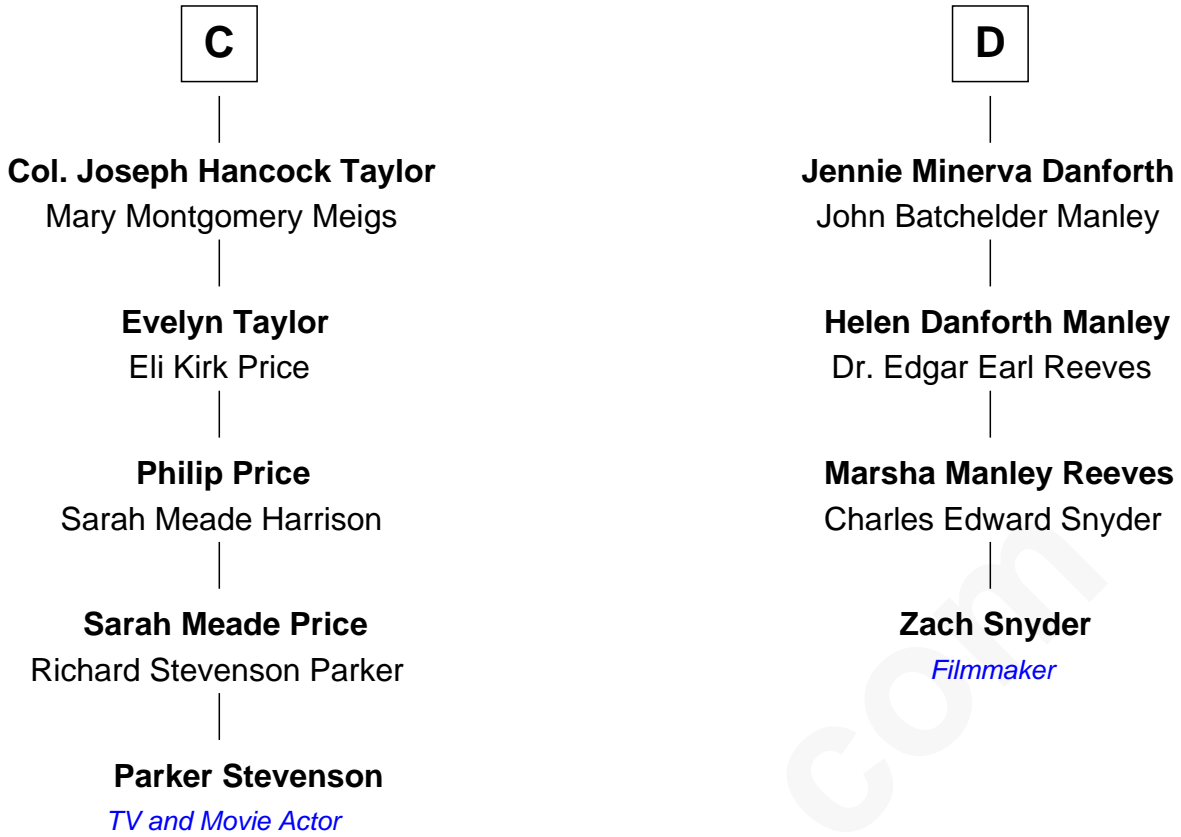 C
Col. Joseph Hancock Taylor
Mary Montgomery Meigs
Evelyn Taylor
Eli Kirk Price
Philip Price
Sarah Meade Harrison
Sarah Meade Price
Richard Stevenson Parker
Parker Stevenson
TV and Movie Actor
D
Jennie Minerva Danforth
John Batchelder Manley
Helen Danforth Manley
Dr. Edgar Earl Reeves
Marsha Manley Reeves
Charles Edward Snyder
Zach Snyder
Filmmaker
com